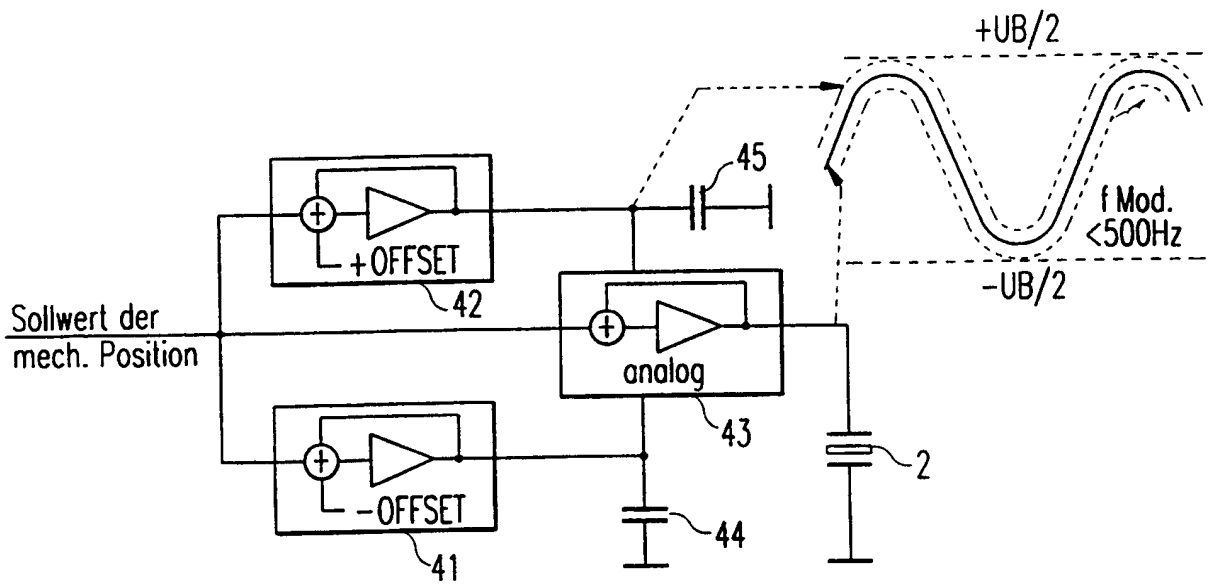 +UB/2
45
f Mod.
<500Hz
+OFFSET
42
-UB/2
Sollwert der
mech. Position
analog
43
2
-OFFSET
44
41